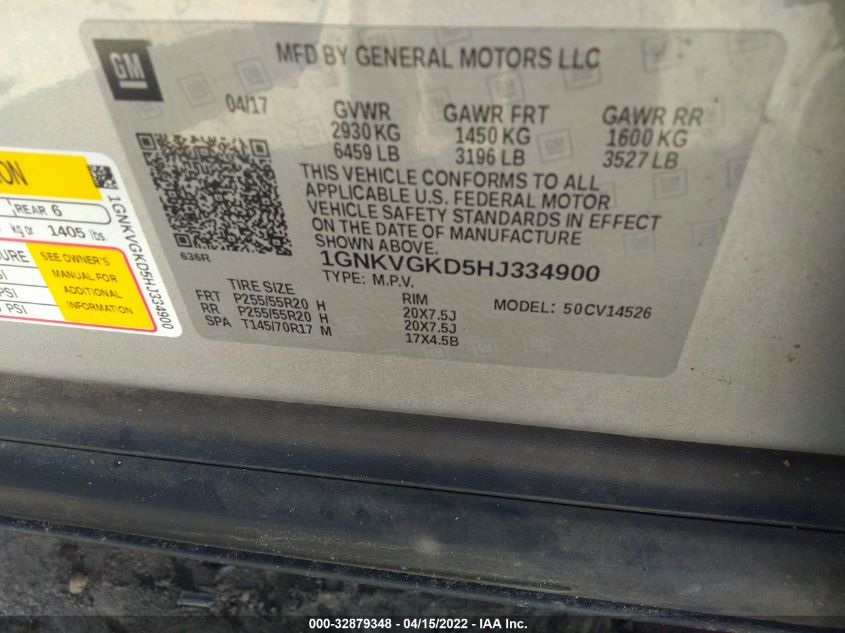 GM
MFD BY GENERAL MOTORS LLC
04/17
GVWR GAWR FRT GAWR RR
2930 KG 1450 KG 1600 KG
6459 LB 3196 LB 3527 LB
THIS VEHICLE CONFORMS TO ALL
APPLICABLE U.S. FEDERAL MOTOR
VEHICLE SAFETY STANDARDS IN EFFECT
ON THE DATE OF MANUFACTURE
SHOWN ABOVE.
636R
1GNKVGKD5HJ334900
TYPE: M.P.V.
TIRE SIZE RIM MODEL: 50CV14526
FRT P255/55R20 H 20X7.5J
RR P255/55R20 H 20X7.5J
SPA T145/70R17 M 17X4.5B
REAR 6
kg or 1405 lbs.
SEE OWNER'S
MANUAL FOR
ADDITIONAL
INFORMATION
PSI
PSI
1GNKVGKD5HJ334900
000-32879348 - 04/15/2022 - IAA Inc.